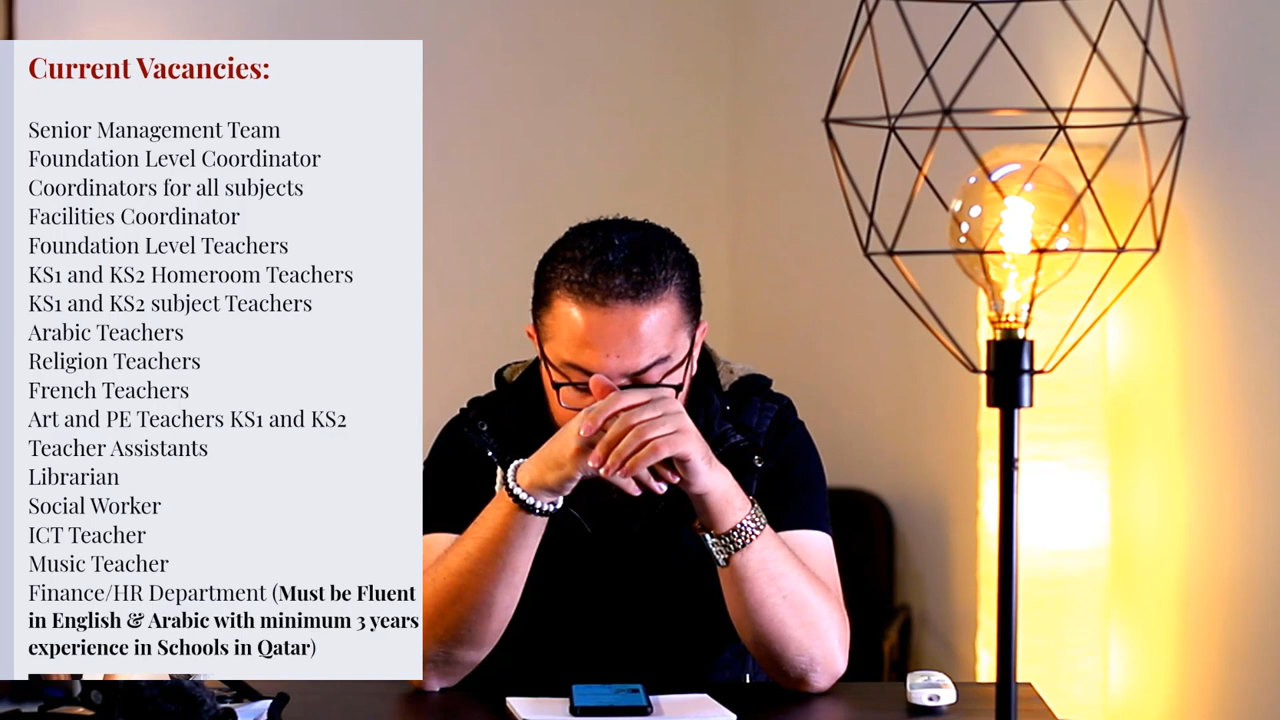 Current Vacancies:
Senior Management Team
Foundation Level Coordinator
Coordinators for all subjects
Facilities Coordinator
Foundation Level Teachers
KS1 and KS2 Homeroom Teachers
KS1 and KS2 subject Teachers
Arabic Teachers
Religion Teachers
French Teachers
Art and PE Teachers KS1 and KS2
Teacher Assistants
Librarian
Social Worker
ICT Teacher
Music Teacher
Finance/HR Department (Must be Fluent
in English & Arabic with minimum 3 years
experience in Schools in Qatar)